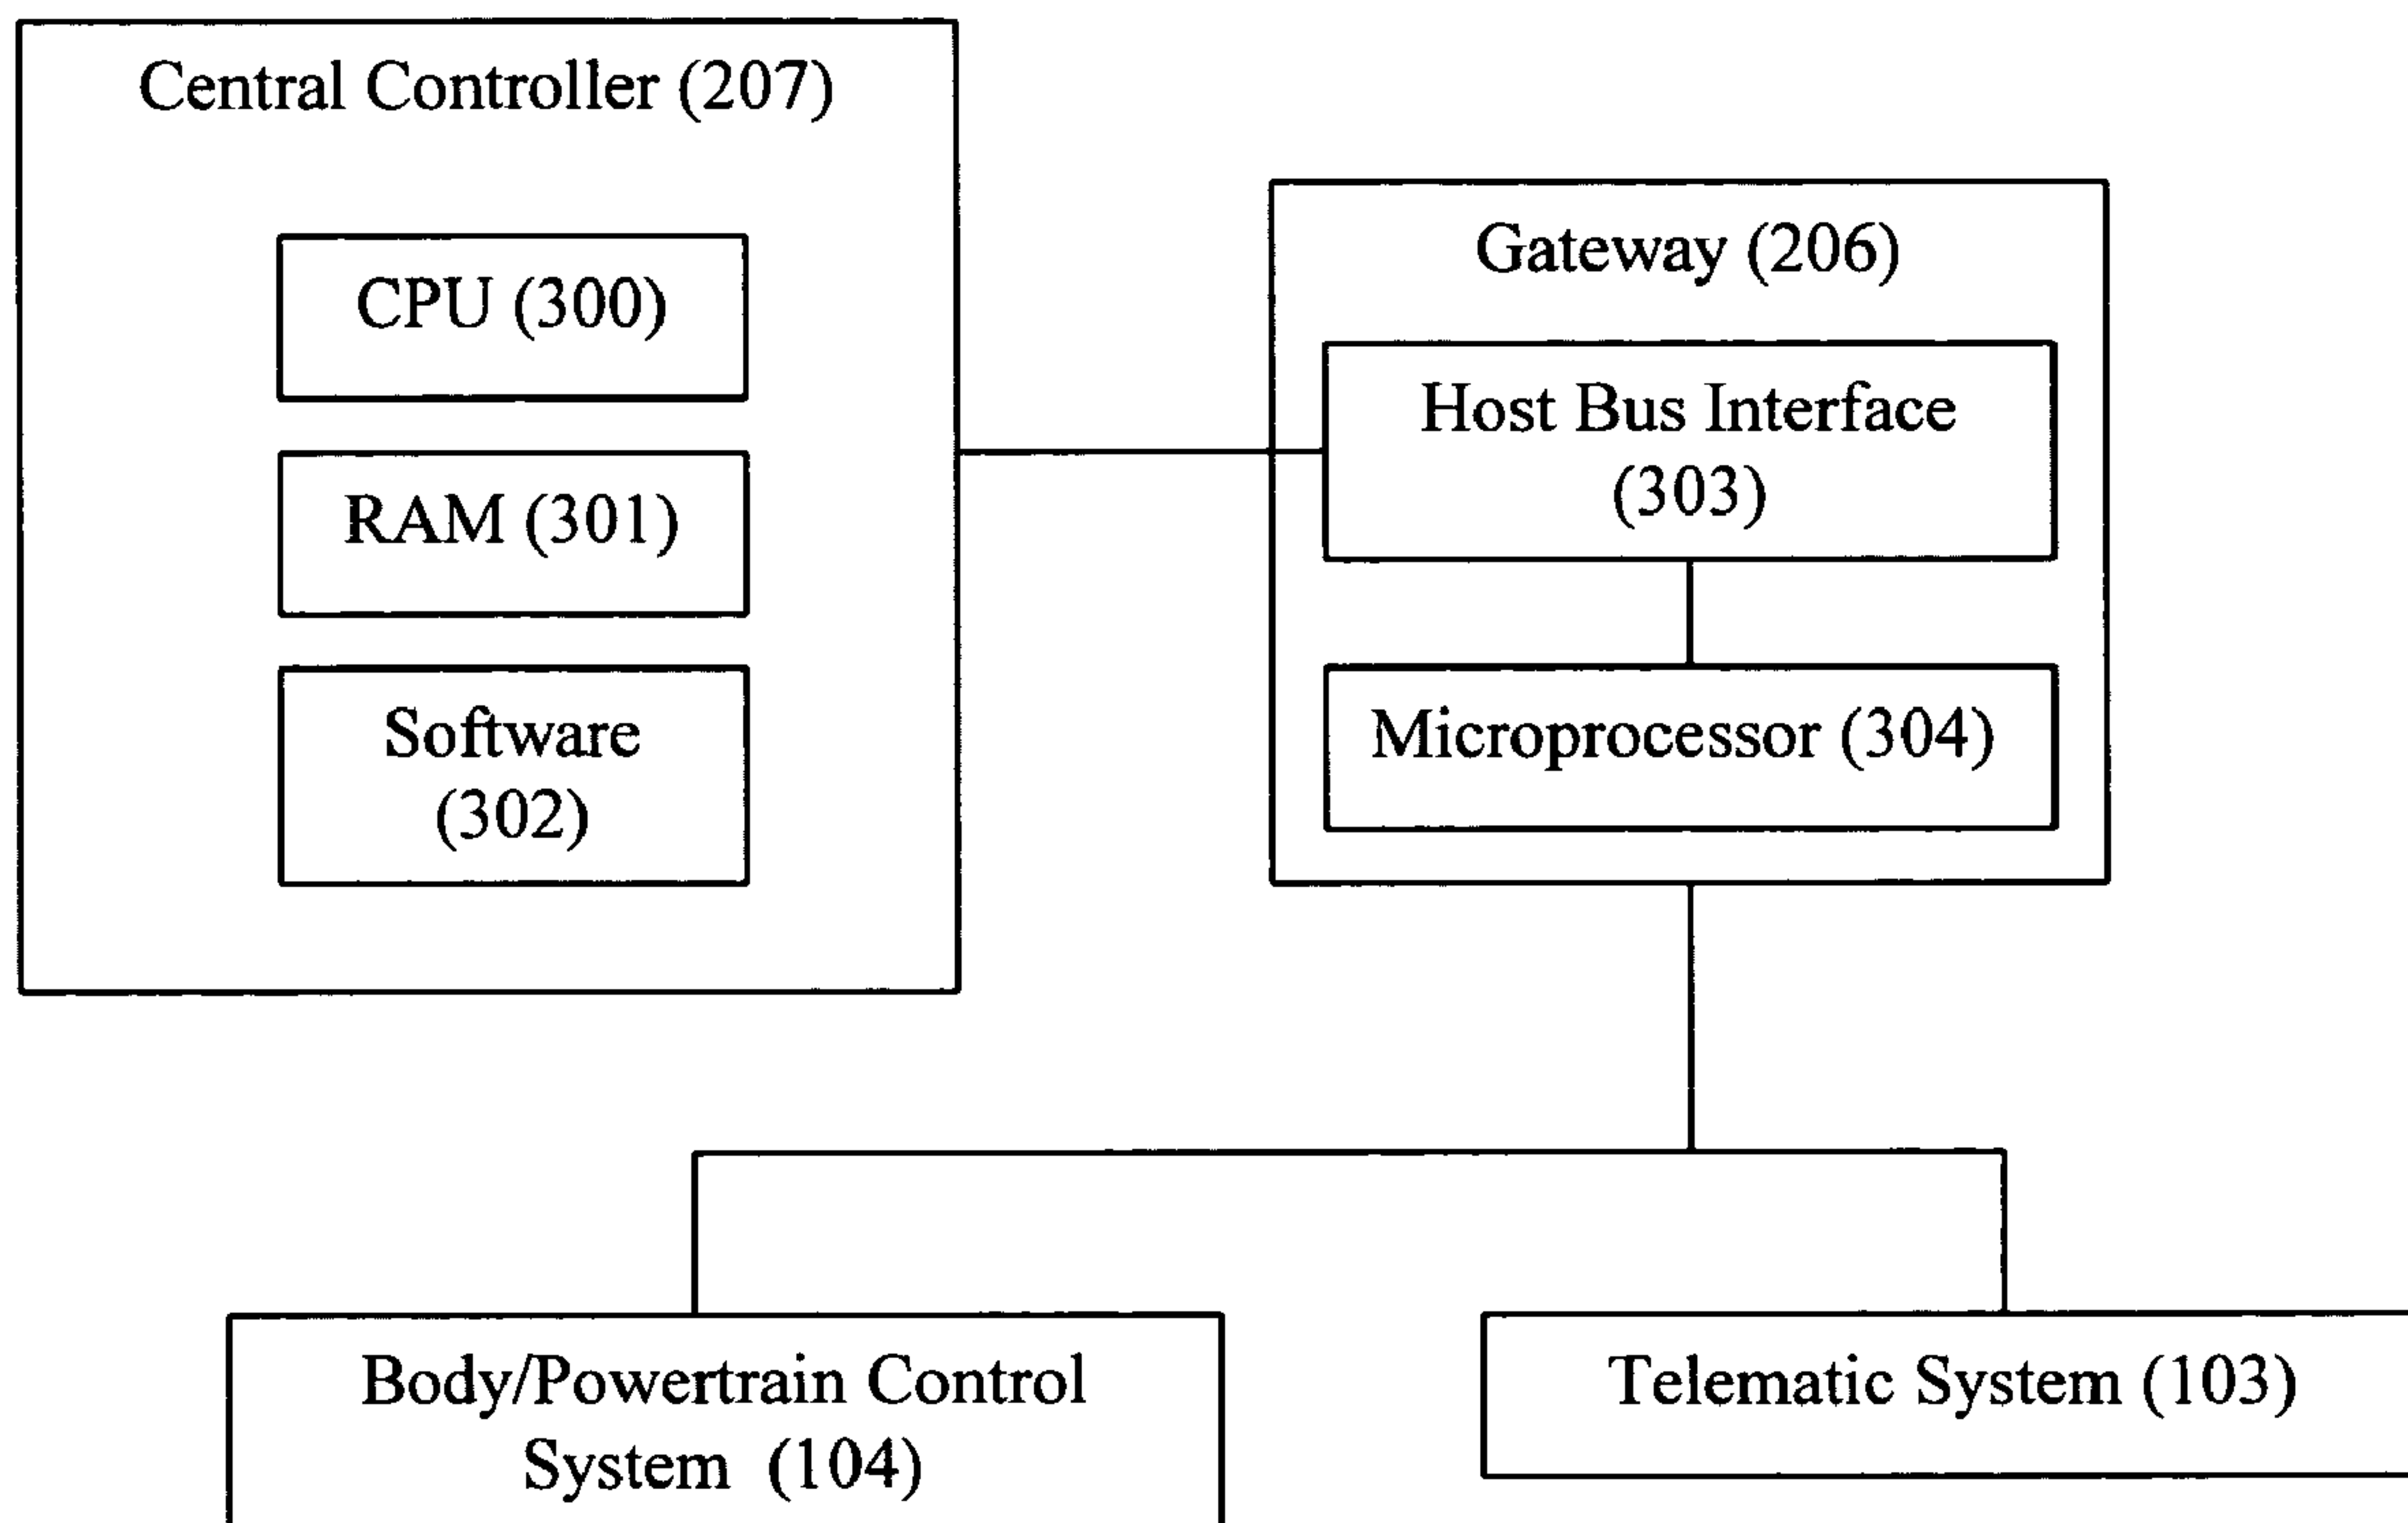 Central Controller (207)
CPU (300)
RAM (301)
Software
(302)
Gateway (206)
Host Bus Interface
(303)
Microprocessor (304)
Body/Powertrain Control
System (104)
Telematic System (103)